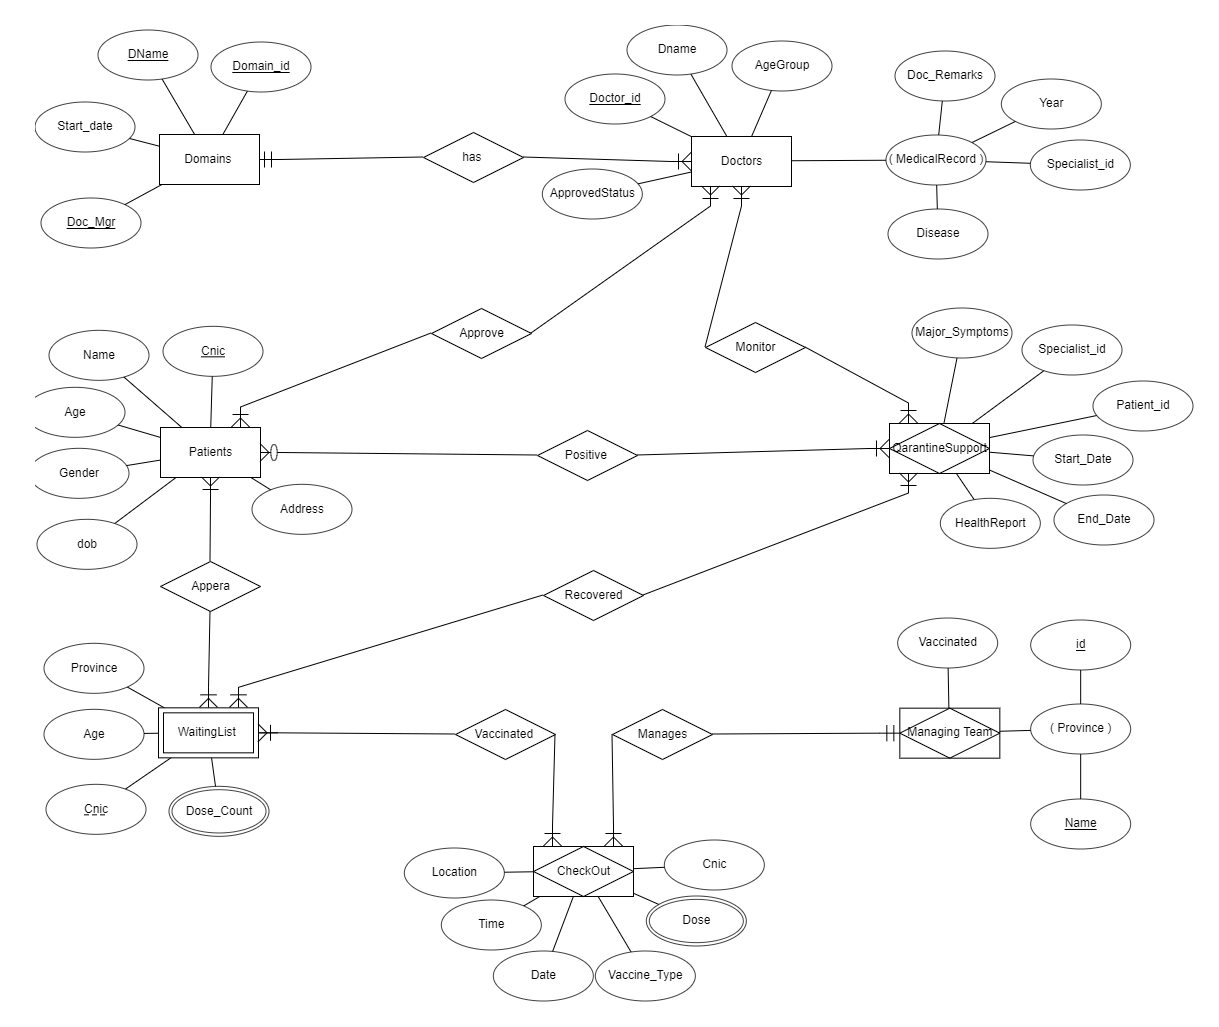 DName
Domain_id
Start_date
Domains
Doc_Mgr
has
Dname
AgeGroup
Doctor_id
Doctors
ApprovedStatus
Doc_Remarks
Year
( MedicalRecord )
Specialist_id
Disease
Approve
Monitor
Name
Cnic
Age
Patients
Gender
Address
dob
Positive
Major_Symptoms
Specialist_id
Patient_id
QarantineSupport
Start_Date
HealthReport
End_Date
Appera
Recovered
Province
Age
WaitingList
Cnic
Dose_Count
Vaccinated
Manages
Vaccinated
id
Managing Team
( Province )
Name
Location
CheckOut
Cnic
Time
Dose
Date
Vaccine_Type